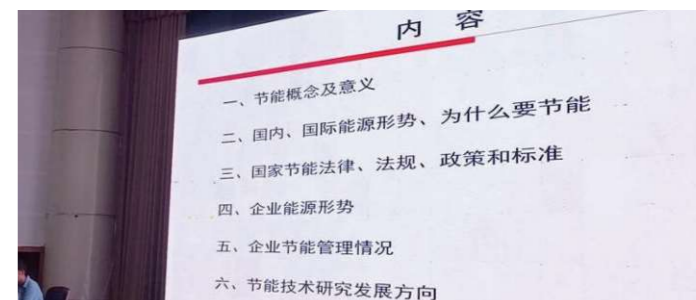 内 容
一、节能概念及意义
二、国内、国际能源形势、为什么要节能
三、国家节能法律、法规、政策和标准
四、企业能源形势
五、企业节能管理情况
六、节能技术研究发展方向